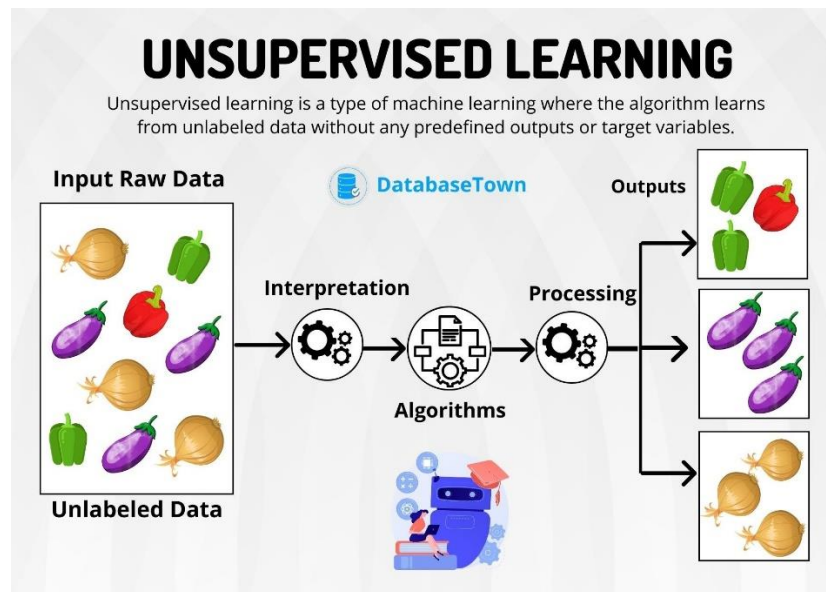 UNSUPERVISED LEARNING
Unsupervised learning is a type of machine learning where the algorithm learns
from unlabeled data without any predefined outputs or target variables.
Input Raw Data
DatabaseTown
Outputs
Interpretation
Processing
Algorithms
Unlabeled Data